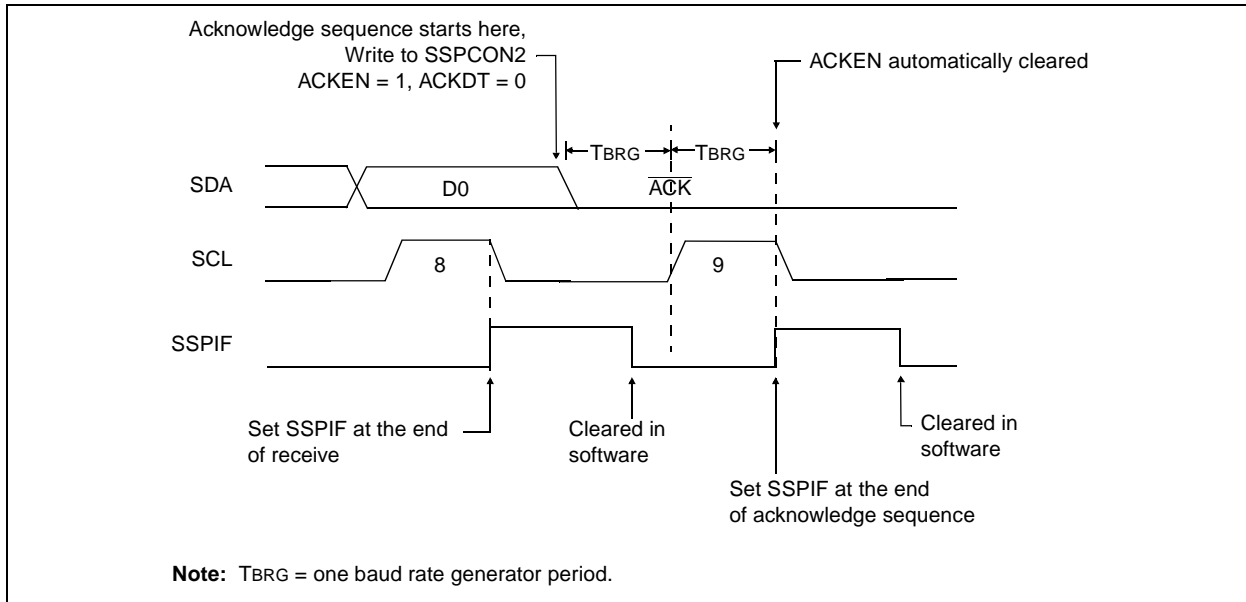 Acknowledge sequence starts here,
Write to SSPCON2
ACKEN = 1, ACKDT = 0
ACKEN automatically cleared
TBRG
TBRG
SDA
D0
ACK
SCL
8
9
SSPIF
Set SSPIF at the end
of receive
Cleared in
software
Cleared in
software
Set SSPIF at the end
of acknowledge sequence
Note: TBRG = one baud rate generator period.